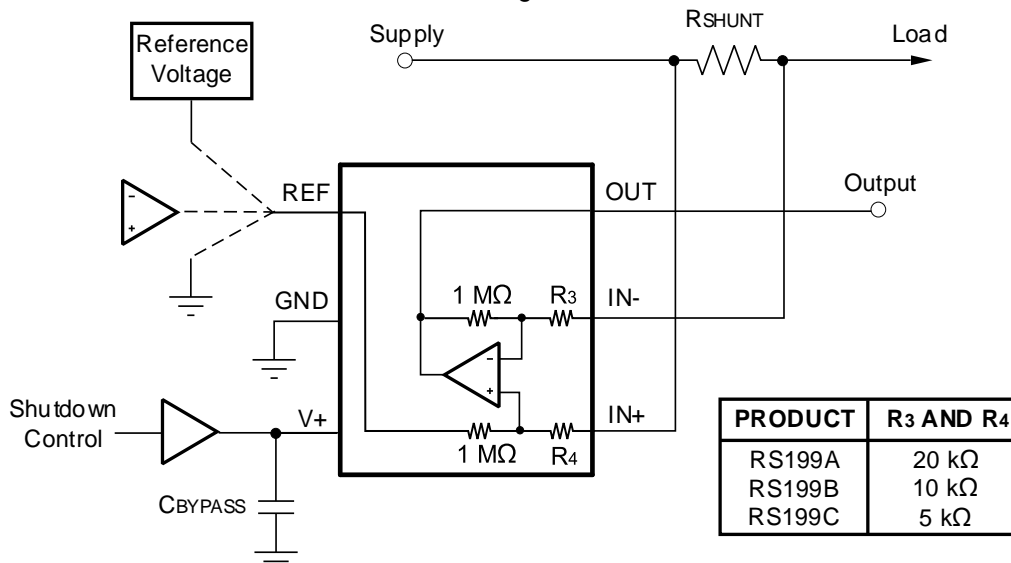 RSHUNT
Supply
Load
Reference
Voltage
REF
OUT
Output
-
+
1 MΩ
R3
IN-
GND
-
+
Shutdown
Control
V+
1 MΩ
R4
IN+
CBYPASS
PRODUCT R3 AND R4
RS199A 20 kΩ
RS199B 10 kΩ
RS199C 5 kΩ